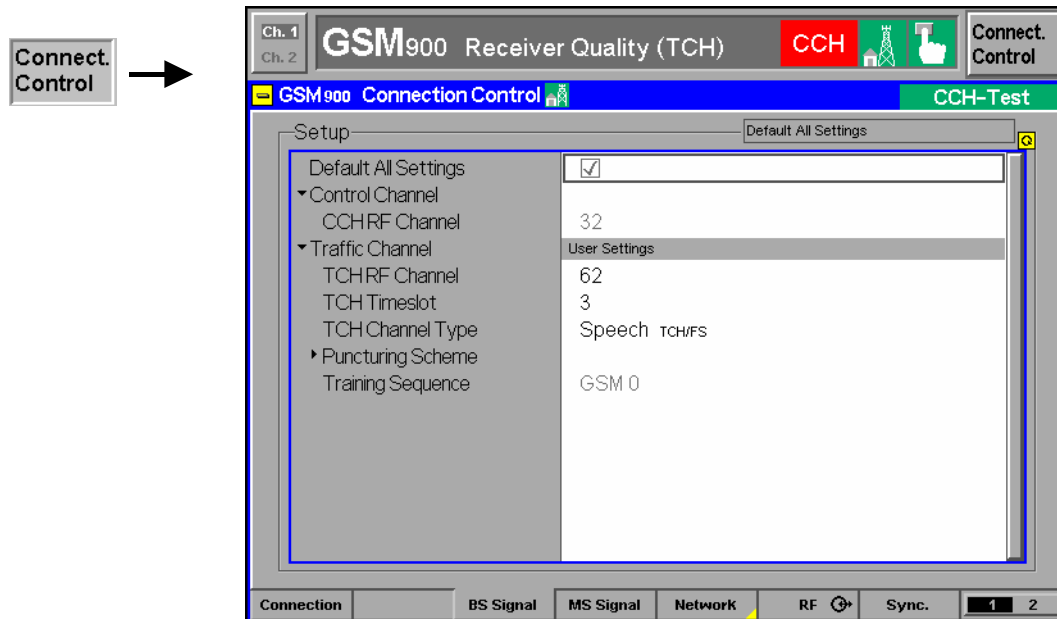 Connect.
Control
Ch. 1
Ch. 2
GSM900 Receiver Quality (TCH)
CCH
Connect.
Control
GSM900 Connection Control
CCH-Test
Setup
Default All Settings
Default All Settings
Control Channel
CCH RF Channel 32
Traffic Channel User Settings
TCH RF Channel 62
TCH Timeslot 3
TCH Channel Type Speech TCH/FS
Puncturing Scheme
Training Sequence GSM 0
Connection BS Signal MS Signal Network RF Sync. 1 2